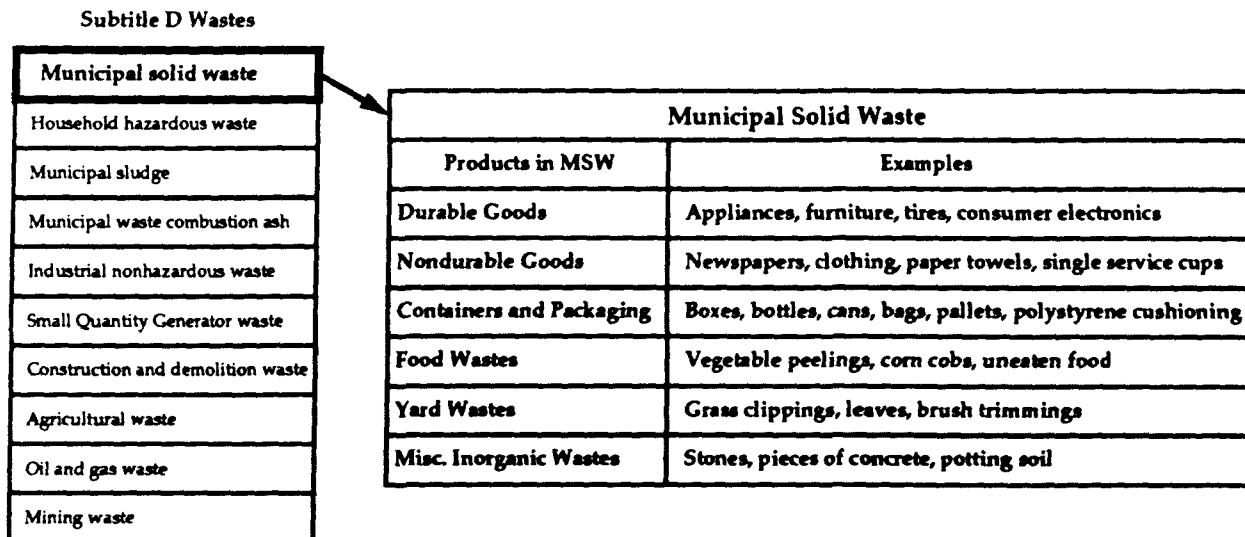 Subtitle D Wastes
Municipal solid waste
Household hazardous waste
Municipal sludge
Municipal waste combustion ash
Industrial nonhazardous waste
Small Quantity Generator waste
Construction and demolition waste
Agricultural waste
Oil and gas waste
Mining waste
Municipal Solid Waste
Products in MSW Examples
Durable Goods Appliances, furniture, tires, consumer electronics
Nondurable Goods Newspapers, clothing, paper towels, single service cups
Containers and Packaging Boxes, bottles, cans, bags, pallets, polystyrene cushioning
Food Wastes Vegetable peelings, corn cobs, uneaten food
Yard Wastes Grass clippings, leaves, brush trimmings
Misc. Inorganic Wastes Stones, pieces of concrete, potting soil